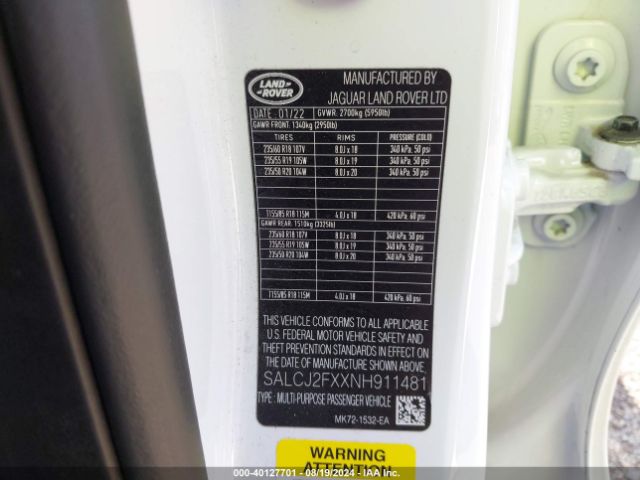 LAND
ROVER
MANUFACTURED BY
JAGUAR LAND ROVER LTD
DATE 01/22 GVWR: 2700kg (5950lb)
GAWR FRONT: 1340kg (2950lb)
TIRES RIMS PRESSURE (COLD)
235/60 R18 107V 8.0J x 18 340 kPa, 50 psi
235/55 R19 105W 8.0J x 19 340 kPa, 50 psi
235/50 R20 104W 8.0J x 20 340 kPa, 50 psi
T155/85 R18 115M 4.0J x 18 420 kPa, 60 psi
GAWR REAR: 1510kg (3325lb)
235/60 R18 107V 8.0J x 18 340 kPa, 50 psi
235/55 R19 105W 8.0J x 19 340 kPa, 50 psi
235/50 R20 104W 8.0J x 20 340 kPa, 50 psi
T155/85 R18 115M 4.0J x 18 420 kPa, 60 psi
THIS VEHICLE CONFORMS TO ALL APPLICABLE
U.S. FEDERAL MOTOR VEHICLE SAFETY AND
THEFT PREVENTION STANDARDS IN EFFECT ON
THE DATE OF MANUFACTURE SHOWN ABOVE.
SALCJ2FXXNH911481
TYPE: MULTI-PURPOSE PASSENGER VEHICLE
MK72-1532-EA
WARNING
ATTENTION
000-40127701 - 08/19/2024 - IAAI.COM